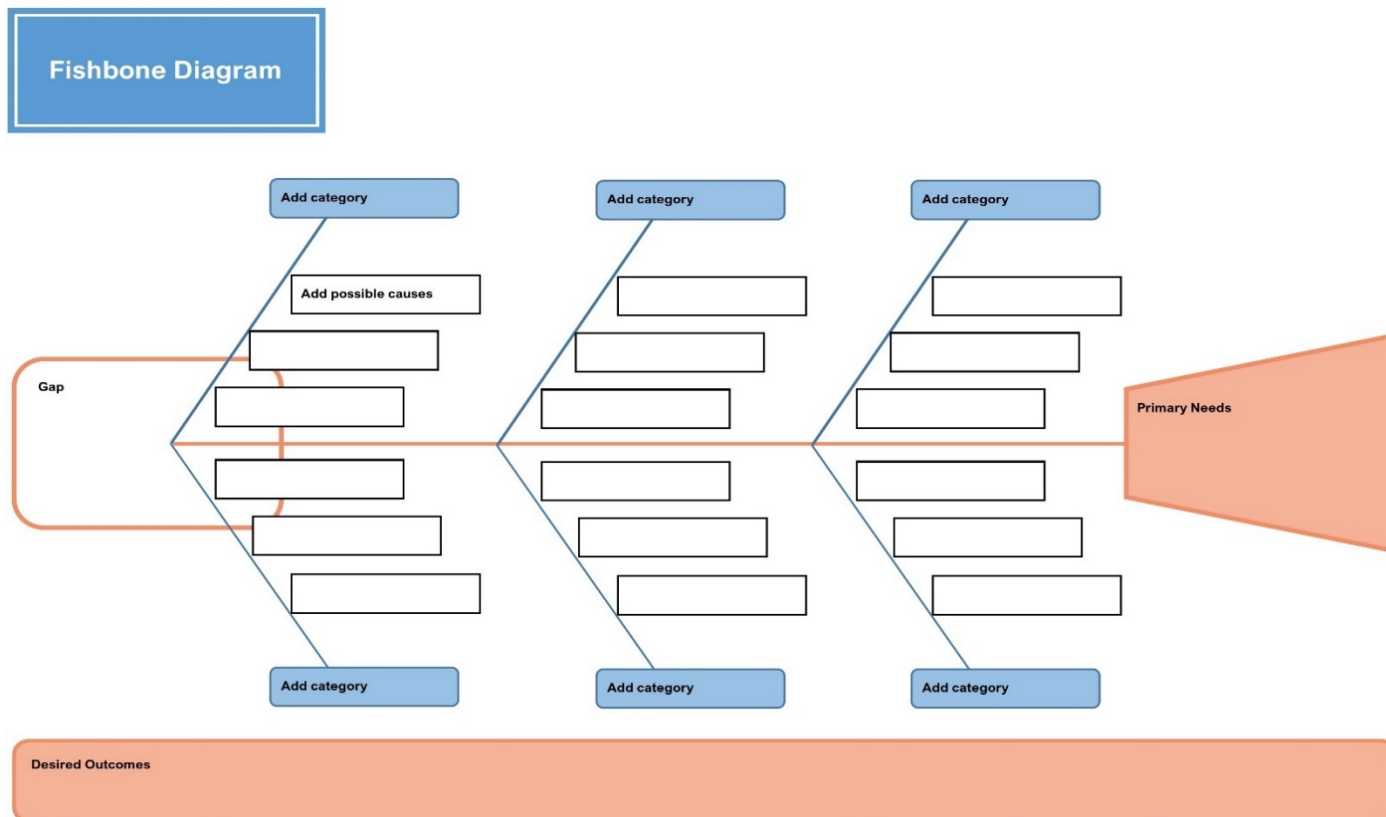 Fishbone Diagram
Add category
Add category
Add category
Add possible causes
Gap
Primary Needs
Add category
Add category
Add category
Desired Outcomes